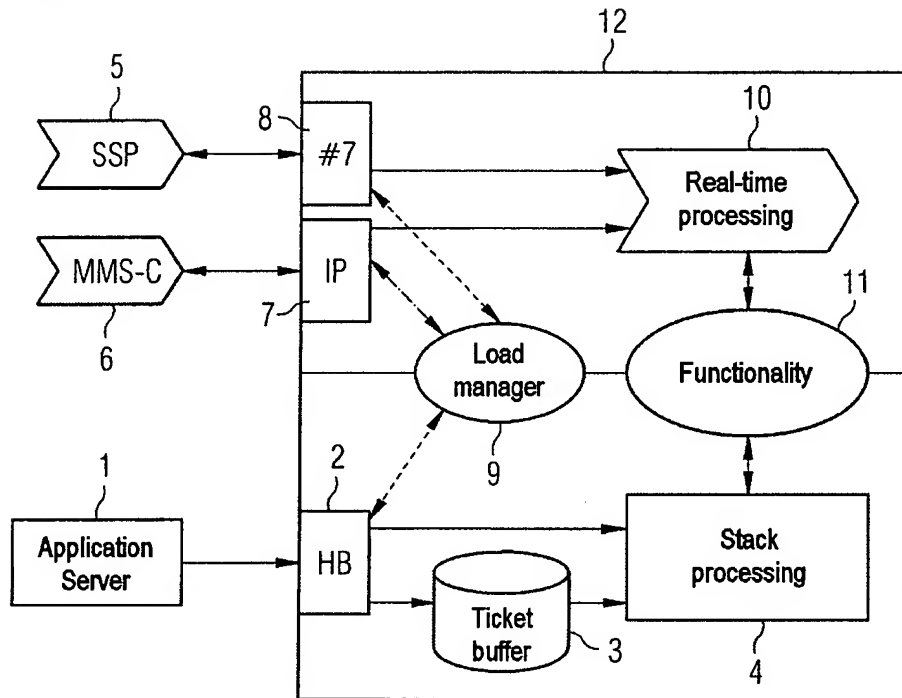 12
5
SSP
8
#7
10
Real-time
processing
MMS-C
6
IP
7
11
Load
manager
9
Functionality
1
Application
Server
2
HB
Ticket
buffer
3
Stack
processing
4